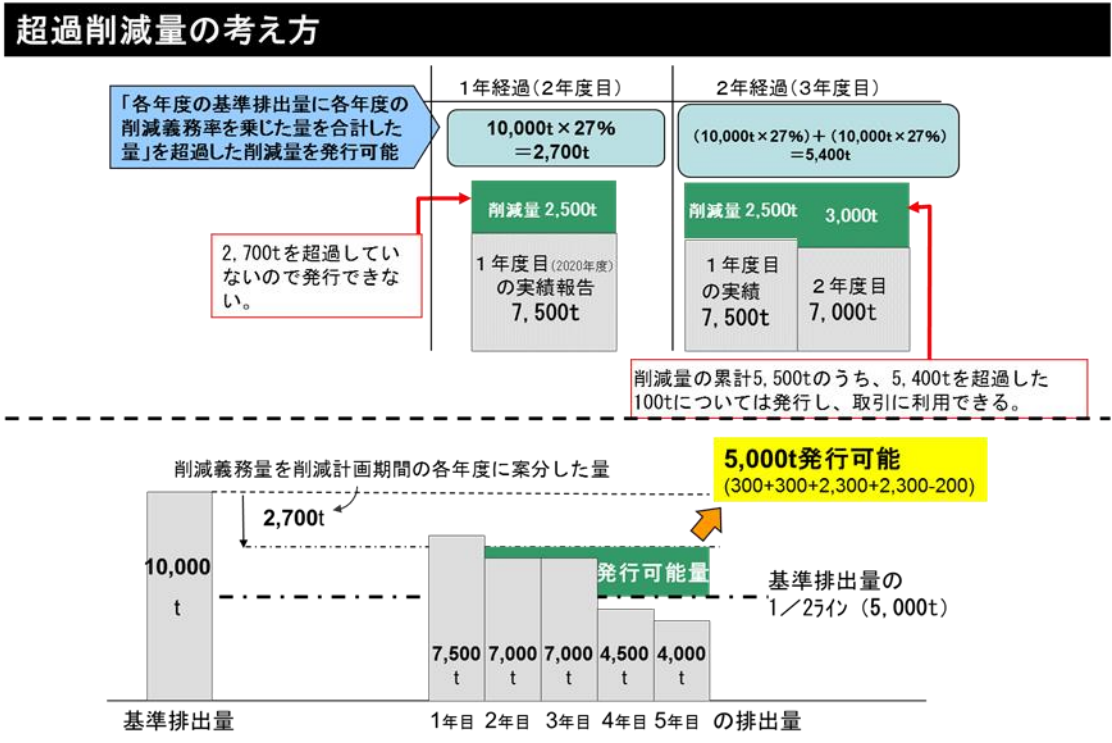 超過削減量の考え方
1年経過(2年度目)
2年経過(3年度目)
「各年度の基準排出量に各年度の
削減義務率を乗じた量を合計した
量」を超過した削減量を発行可能
10,000t×27%
＝2,700t
(10,000t×27%)＋(10,000t×27%)
＝5,400t
削減量 2,500t
削減量 2,500t
3,000t
2,700tを超過してい
ないので発行できな
い。
1年度目(2020年度)
の実績報告
7,500t
1年度目
の実績
7,500t
2年度目
7,000t
削減量の累計5,500tのうち、5,400tを超過した
100tについては発行し、取引に利用できる。
削減義務量を削減計画期間の各年度に案分した量
5,000t発行可能
(300+300+2,300+2,300-200)
2,700t
10,000
t
発行可能量
基準排出量の
1／2ライン（5,000t）
7,500
t
7,000
t
7,000
t
4,500
t
4,000
t
基準排出量
1年目 2年目 3年目 4年目 5年目 の排出量